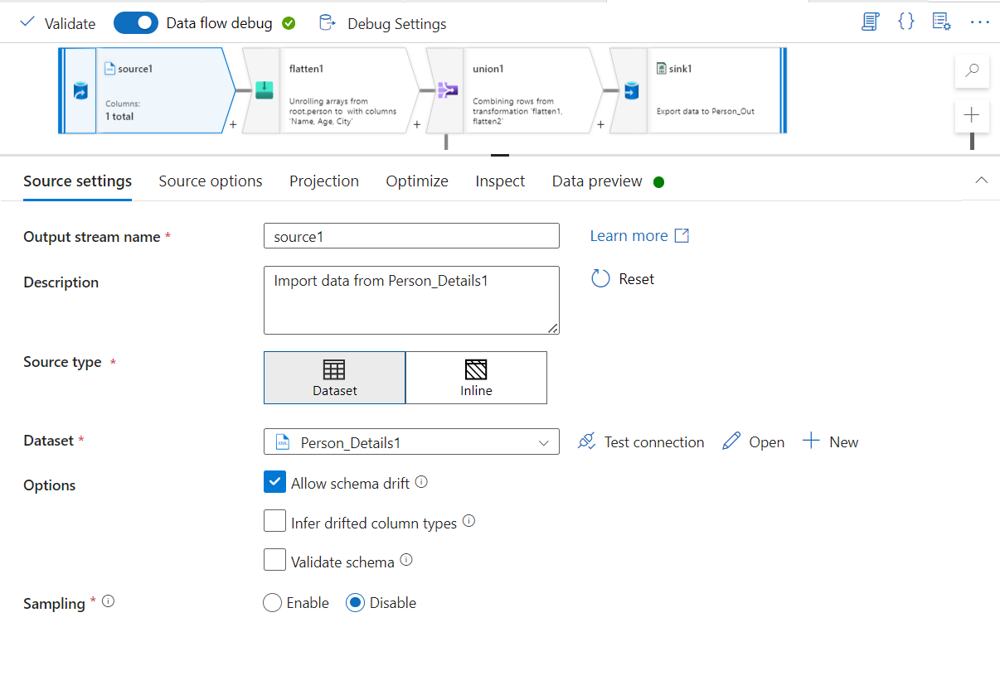 Validate
Data flow debug
Debug Settings
source1
Columns:
1 total
+
flatten1
Unrolling arrays from
root.person to  with columns
'Name, Age, City'
+
union1
Combining rows from
transformation 'flatten1,
flatten2'
+
sink1
Export data to Person_Out
Source settings
Source options
Projection
Optimize
Inspect
Data preview
Output stream name *
source1
Learn more
Description
Import data from Person_Details1
Reset
Source type *
Dataset
Inline
Dataset *
XML
Person_Details1
Test connection
Open
New
Options
Allow schema drift
Infer drifted column types
Validate schema
Sampling *
Enable
Disable